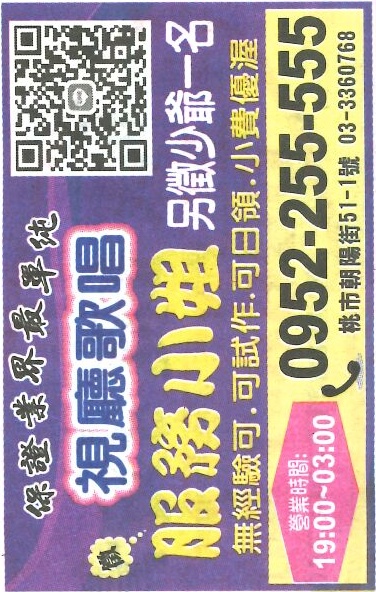 保證業界最單純
視聽歌唱
徵
服務小姐
另徵少爺一名
無經驗可.可試作.可日領.小費優渥
營業時間:
19:00~03:00
0952-255-555
桃市朝陽街51-1號 03-3360768